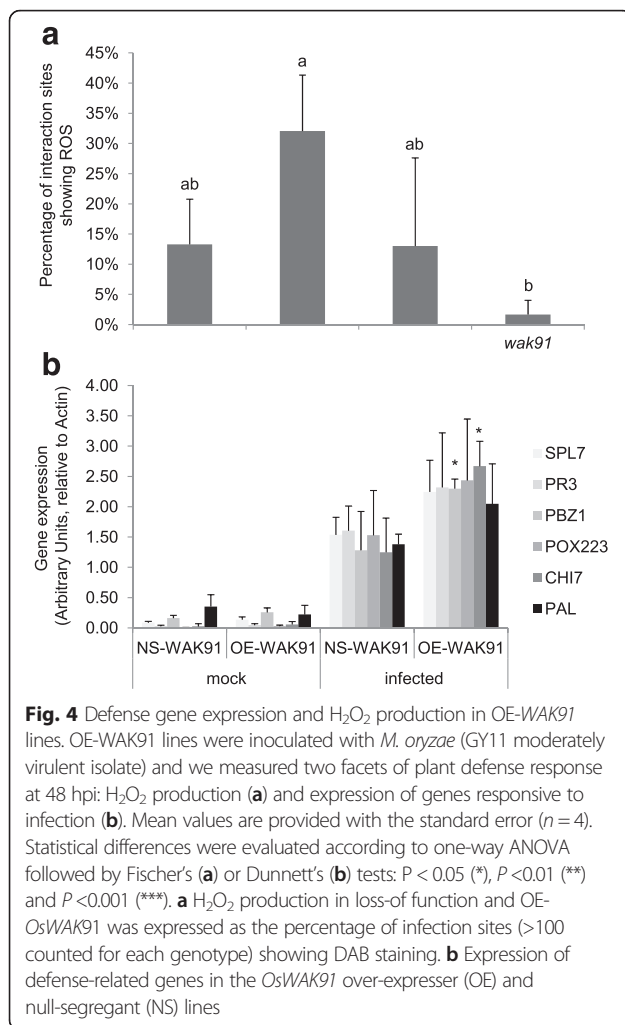 a
45%
40%
35%
30%
25%
20%
15%
10%
5%
0%
Percentage of interaction sites
showing ROS
ab
a
ab
b
wak91
b
4.00
3.50
3.00
2.50
2.00
1.50
1.00
0.50
0.00
Gene expression
(Arbitrary Units, relative to Actin)
*
*
SPL7
PR3
PBZ1
POX223
CHI7
PAL
NS-WAK91
OE-WAK91
NS-WAK91
OE-WAK91
mock
infected
Fig. 4 Defense gene expression and H₂O₂ production in OE-WAK91
lines. OE-WAK91 lines were inoculated with M. oryzae (GY11 moderately
virulent isolate) and we measured two facets of plant defense response
at 48 hpi: H₂O₂ production (a) and expression of genes responsive to
infection (b). Mean values are provided with the standard error (n = 4).
Statistical differences were evaluated according to one-way ANOVA
followed by Fischer's (a) or Dunnett's (b) tests: P < 0.05 (*), P <0.01 (**)
and P <0.001 (***). a H₂O₂ production in loss-of function and OE-
OsWAK91 was expressed as the percentage of infection sites (>100
counted for each genotype) showing DAB staining. b Expression of
defense-related genes in the OsWAK91 over-expresser (OE) and
null-segregant (NS) lines